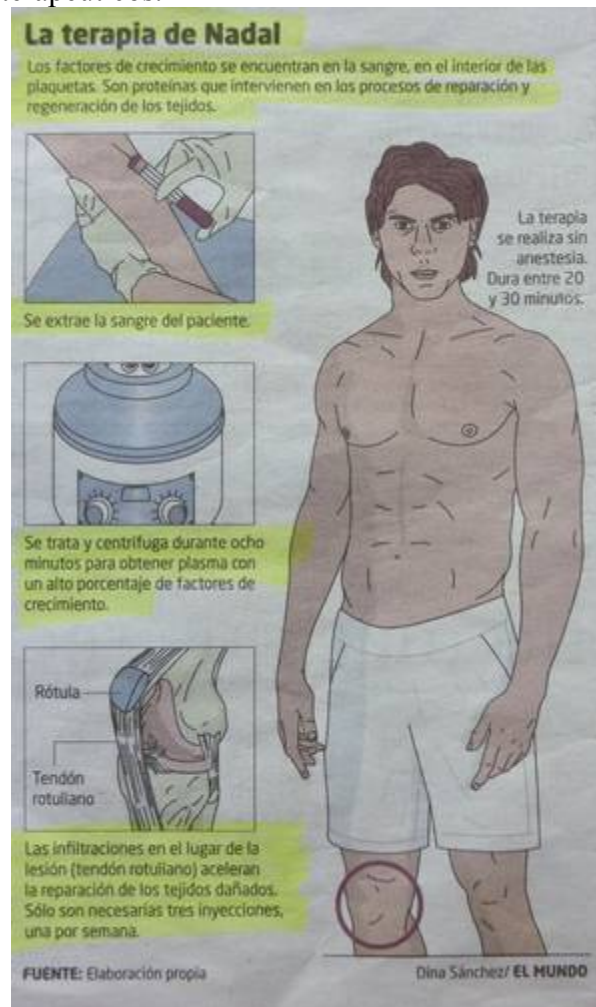 terapéuticos.
La terapia de Nadal
Los factores de crecimiento se encuentran en la sangre, en el interior de las
plaquetas. Son proteínas que intervienen en los procesos de reparación y
regeneración de los tejidos.
Se extrae la sangre del paciente.
La terapia
se realiza sin
anestesia.
Dura entre 20
y 30 minutos.
Se trata y centrifuga durante ocho
minutos para obtener plasma con
un alto porcentaje de factores de
crecimiento.
Rótula
Tendón
rotuliano
Las infiltraciones en el lugar de la
lesión (tendón rotuliano) aceleran
la reparación de los tejidos dañados.
Sólo son necesarias tres inyecciones,
una por semana.
FUENTE: Elaboración propia
Dina Sánchez/ EL MUNDO